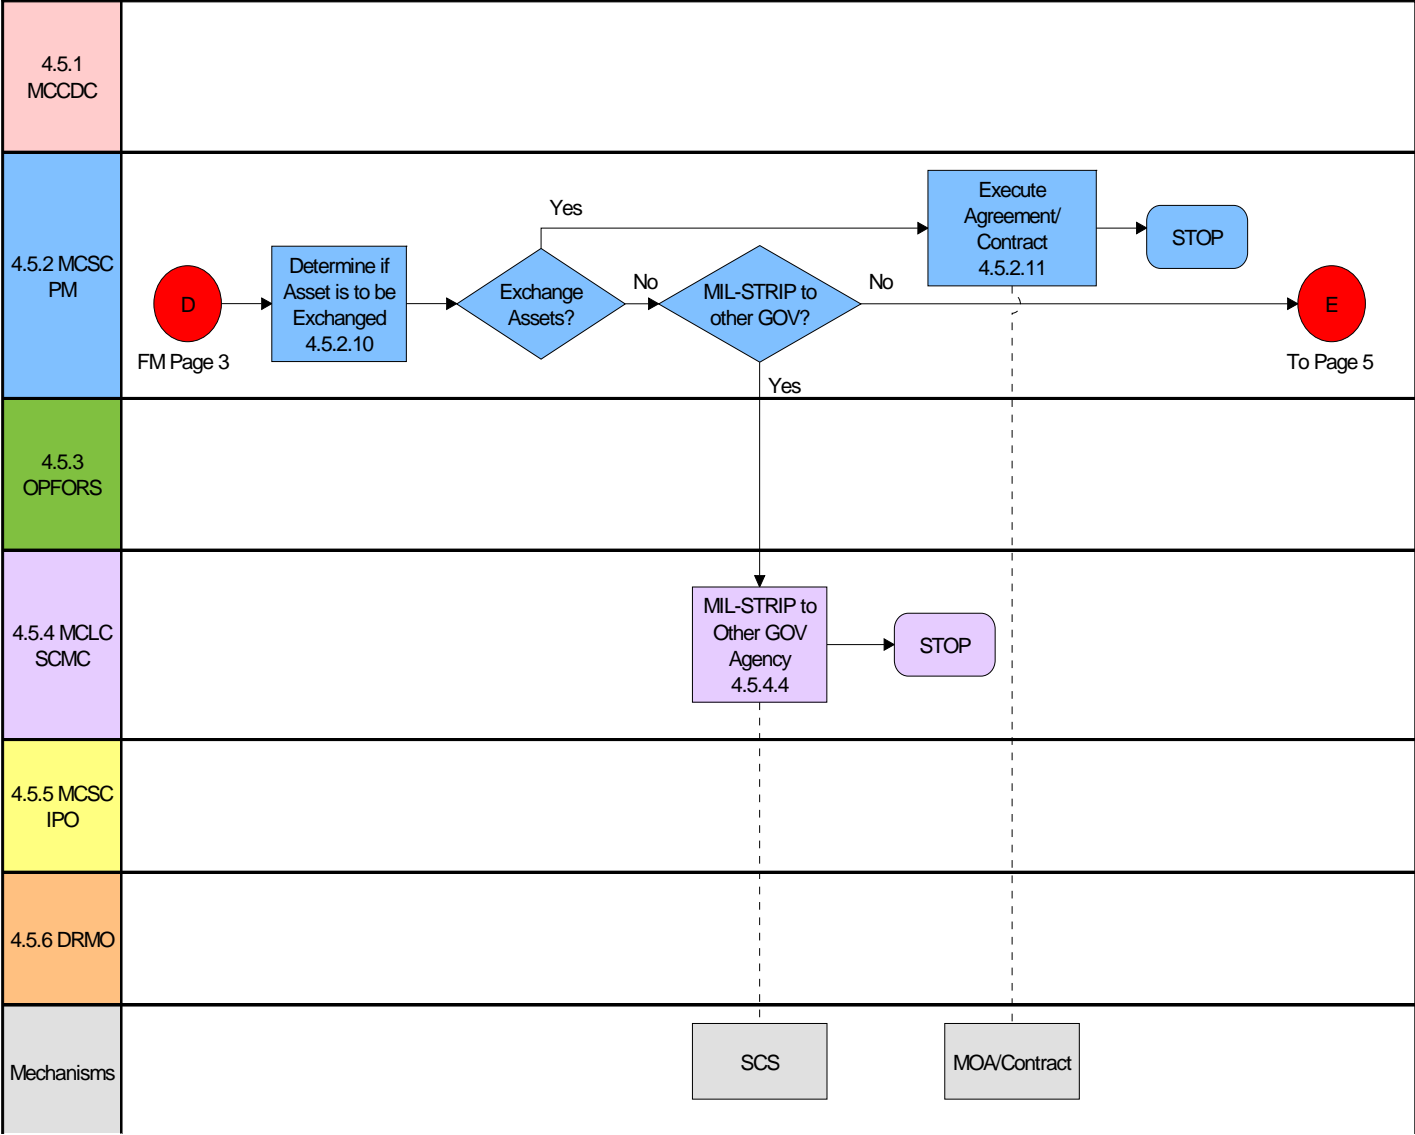 4.5.1
MCCDC
4.5.2 MCSC
PM
D
FM Page 3
Determine if
Asset is to be
Exchanged
4.5.2.10
Exchange
Assets?
Yes
No
MIL-STRIP to
other GOV?
No
Yes
Execute
Agreement/
Contract
4.5.2.11
STOP
E
To Page 5
4.5.3
OPFORS
4.5.4 MCLC
SCMC
MIL-STRIP to
Other GOV
Agency
4.5.4.4
STOP
4.5.5 MCSC
IPO
4.5.6 DRMO
Mechanisms
SCS
MOA/Contract